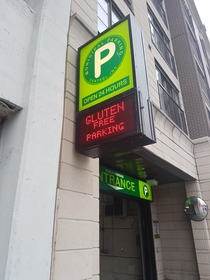 P
OPEN 24 HOURS
GLUTEN
FREE
PARKING
ENTRANCE P